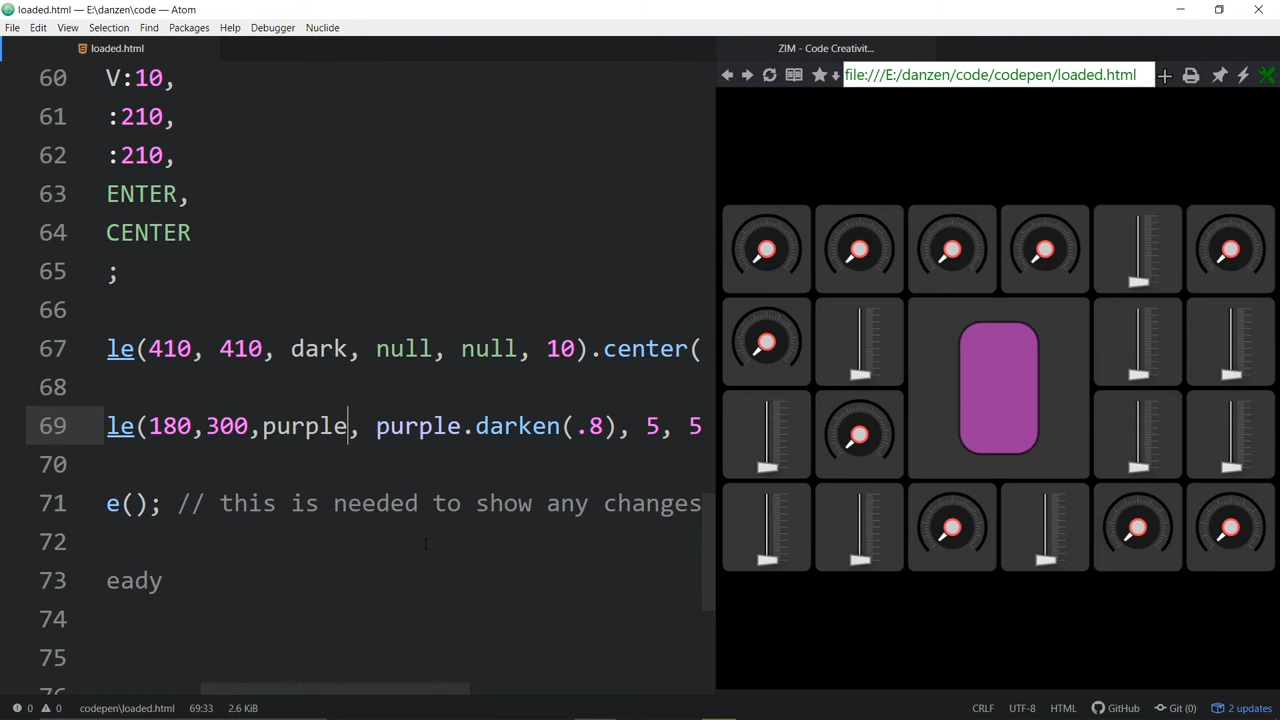 loaded.html — E:\danzen\code — Atom
File Edit View Selection Find Packages Help Debugger Nuclide
loaded.html
ZIM - Code Creativit...
file:///E:/danzen/code/codepen/loaded.html
60 V:10,
61 :210,
62 :210,
63 ENTER,
64 CENTER
65 ;
66
67 le(410, 410, dark, null, null, 10).center(
68
69 le(180,300,purple, purple.darken(.8), 5, 5
70
71 e(); // this is needed to show any changes
72
73 eady
74
75
0 0 codepen\loaded.html 69:33 2.6 KiB CRLF UTF-8 HTML GitHub Git (0) 2 updates